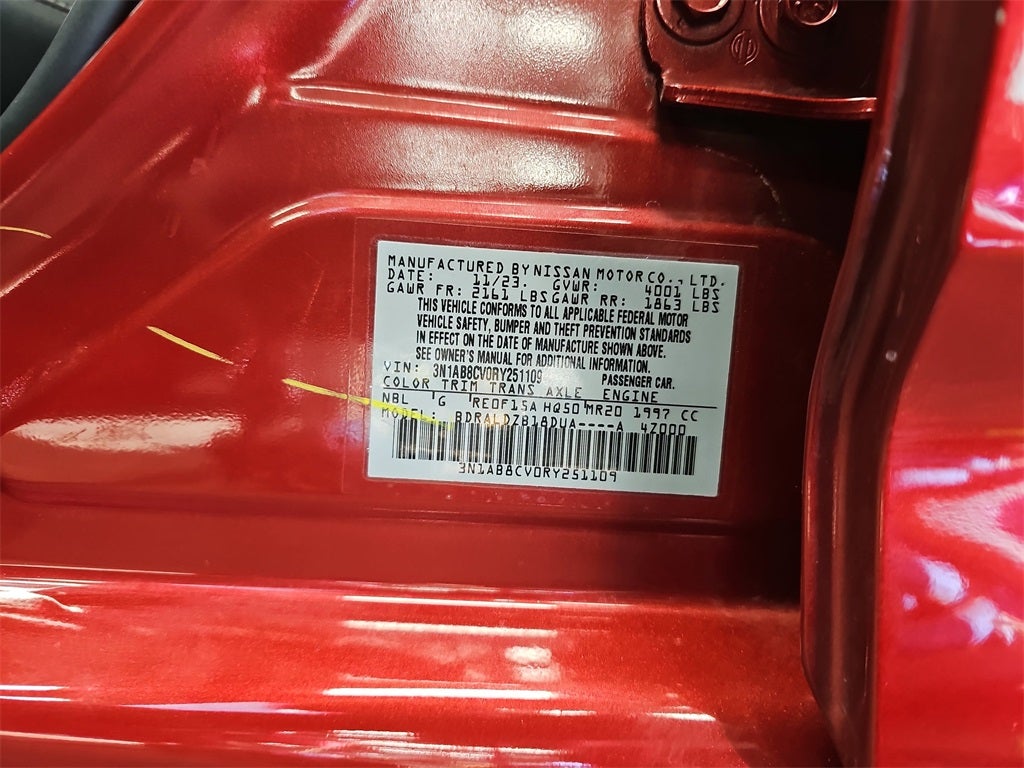 MANUFACTURED BY NISSAN MOTOR CO., LTD.
DATE: 11/23. GVWR: 4001 LBS
GAWR FR: 2161 LBS GAWR RR: 1863 LBS
THIS VEHICLE CONFORMS TO ALL APPLICABLE FEDERAL MOTOR
VEHICLE SAFETY, BUMPER AND THEFT PREVENTION STANDARDS
IN EFFECT ON THE DATE OF MANUFACTURE SHOWN ABOVE.
SEE OWNER'S MANUAL FOR ADDITIONAL INFORMATION.
VIN: 3N1AB8CV0RY251109 PASSENGER CAR.
COLOR TRIM TRANS AXLE ENGINE
NBL G RE0F15A HQ50 MR20 1997 CC
MODEL: BDRALDZB18DUA----A 4Z000
3N1AB8CV0RY251109